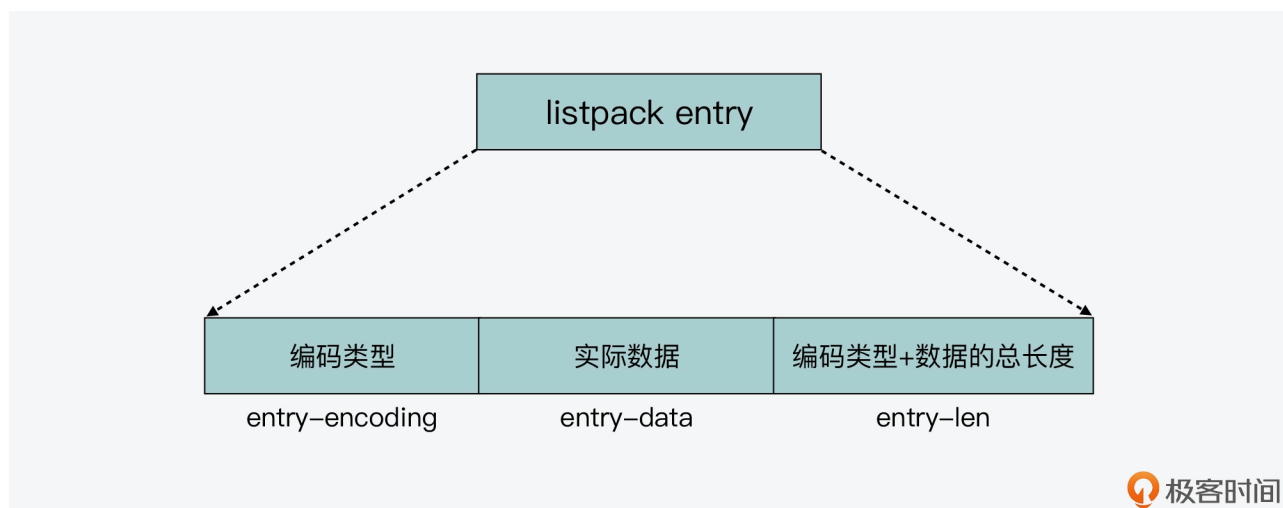 listpack entry
编码类型
实际数据
编码类型+数据的总长度
entry-encoding
entry-data
entry-len
极客时间